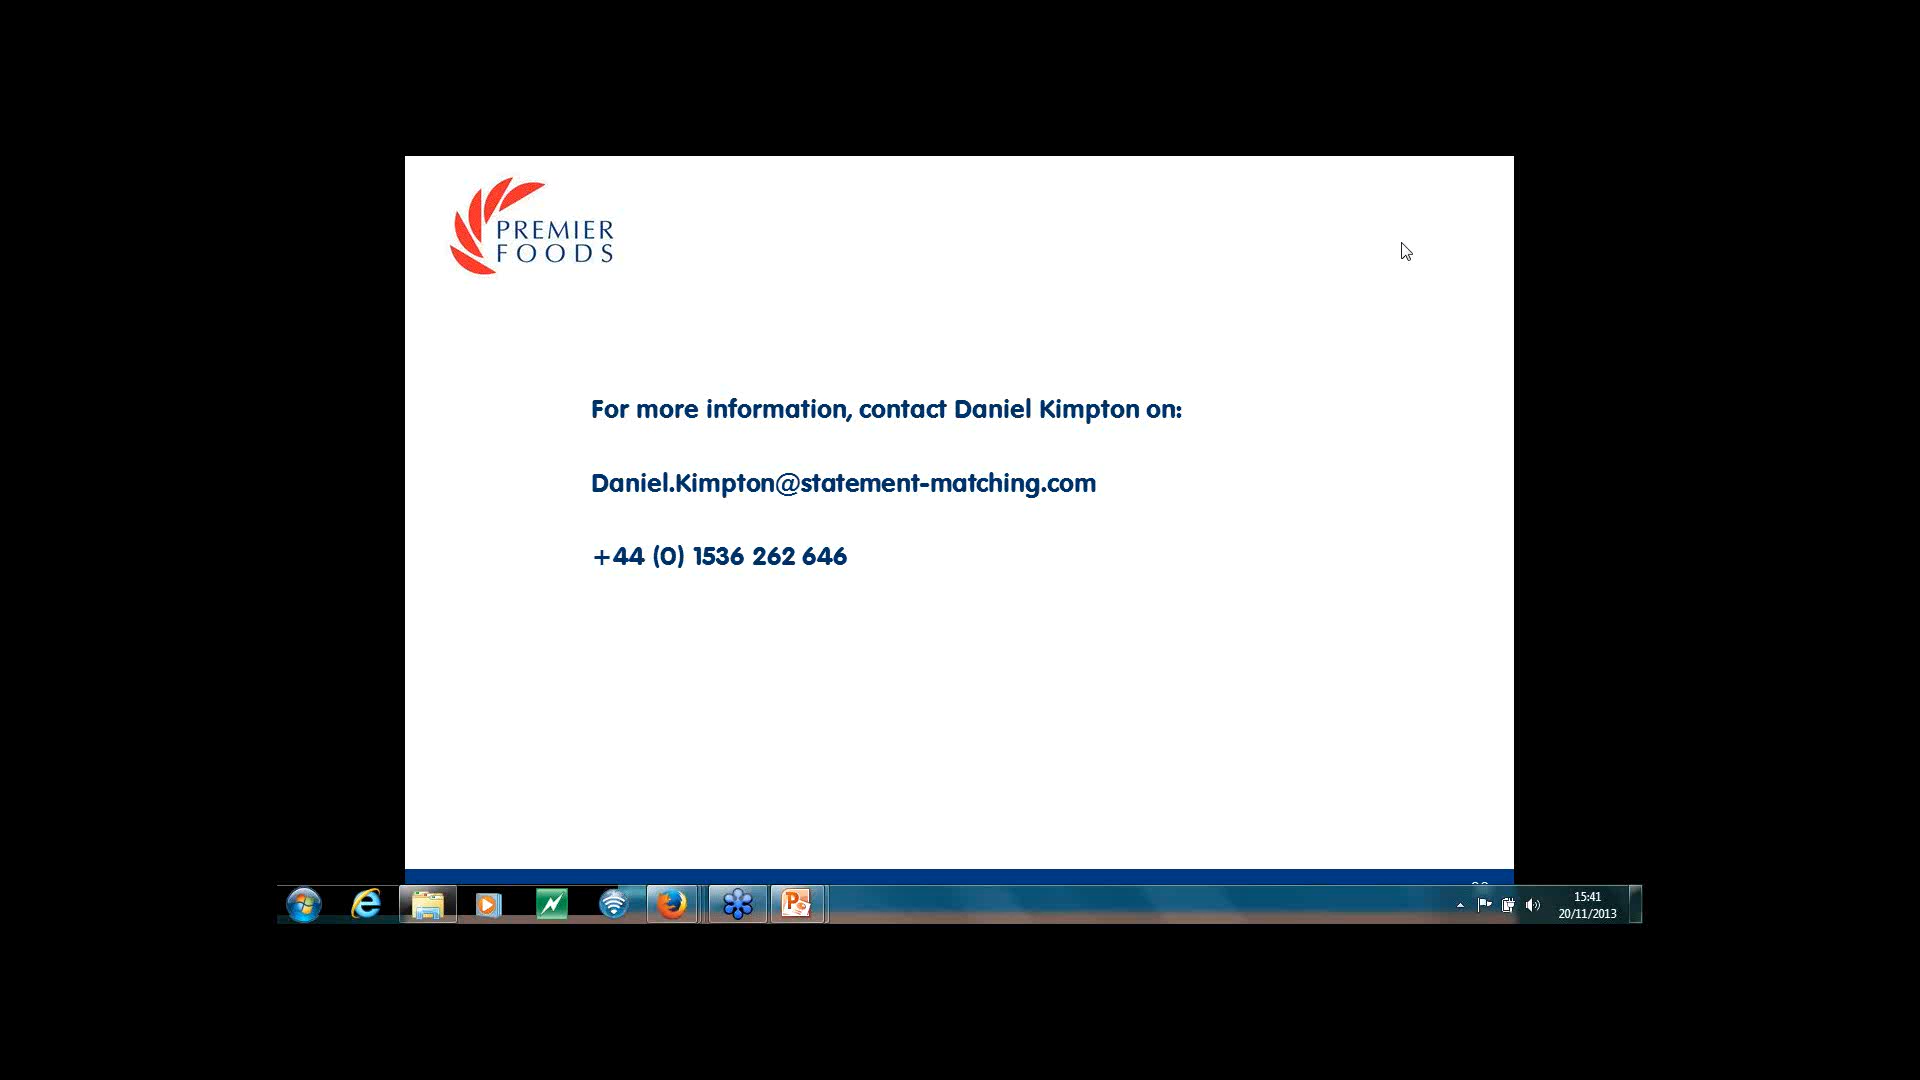 PREMIER
FOODS
For more information, contact Daniel Kimpton on:
Daniel.Kimpton@statement-matching.com
+44 (0) 1536 262 646
15:41
20/11/2013